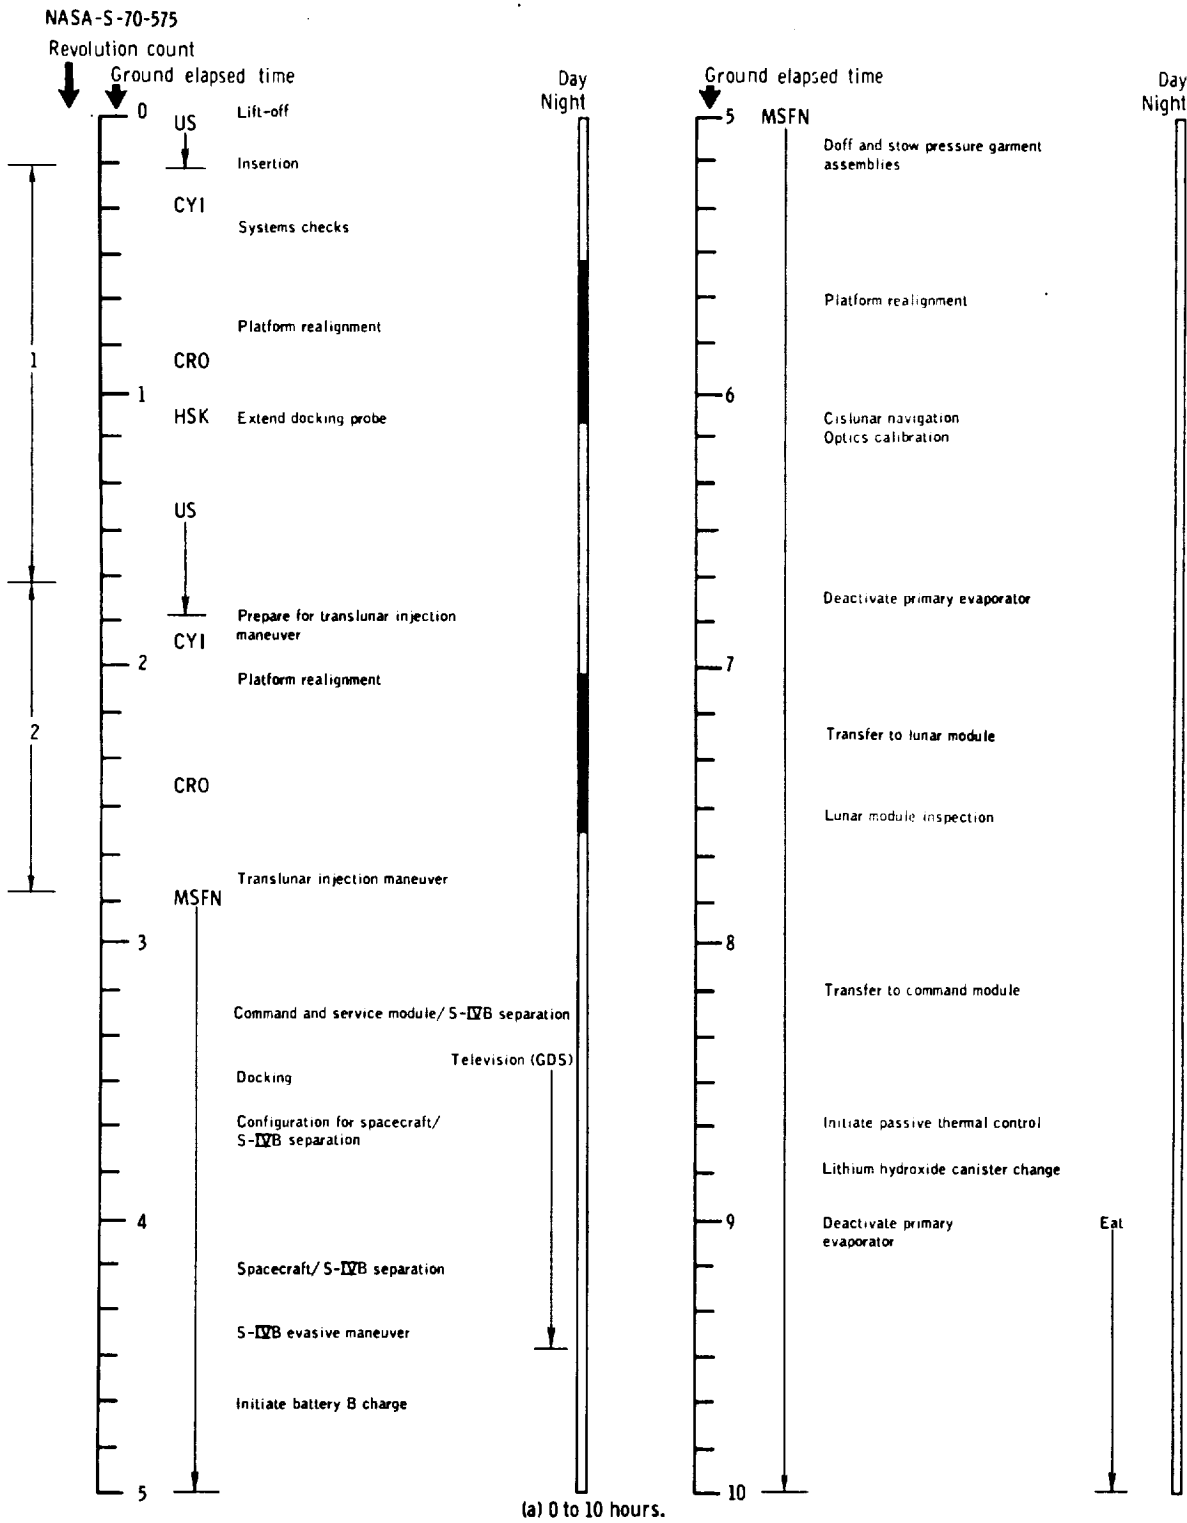 NASA-S-70-575
Revolution count
Ground elapsed time
Day
Night
0
US
Lift-off
Insertion
CYI
Systems checks
Platform realignment
1
CRO
1
HSK
Extend docking probe
US
Prepare for translunar injection
maneuver
CYI
2
Platform realignment
2
CRO
Translunar injection maneuver
MSFN
3
Command and service module/ S-IVB separation
Television (GDS)
Docking
Configuration for spacecraft/
S-IVB separation
4
Spacecraft/ S-IVB separation
S-IVB evasive maneuver
Initiate battery B charge
5
Ground elapsed time
Day
Night
5
MSFN
Doff and stow pressure garment
assemblies
Platform realignment
6
Cislunar navigation
Optics calibration
Deactivate primary evaporator
7
Transfer to lunar module
Lunar module inspection
8
Transfer to command module
Initiate passive thermal control
Lithium hydroxide canister change
9
Deactivate primary
evaporator
Eat
10
(a) 0 to 10 hours.